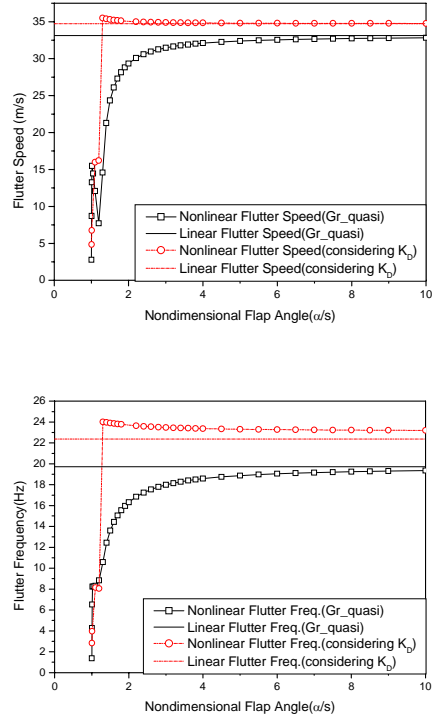 35
30
25
20
15
10
5
0
Flutter Speed (m/s)
Nonlinear Flutter Speed(Gr_quasi)
Linear Flutter Speed(Gr_quasi)
Nonlinear Flutter Speed(considering K_D)
Linear Flutter Speed(considering K_D)
0 2 4 6 8 10
Nondimensional Flap Angle(α/s)
26
24
22
20
18
16
14
12
10
8
6
4
2
0
Flutter Frequency(Hz)
Nonlinear Flutter Freq.(Gr_quasi)
Linear Flutter Freq.(Gr_quasi)
Nonlinear Flutter Freq.(considering K_D)
Linear Flutter Freq.(considering K_D)
0 2 4 6 8 10
Nondimensional Flap Angle(α/s)